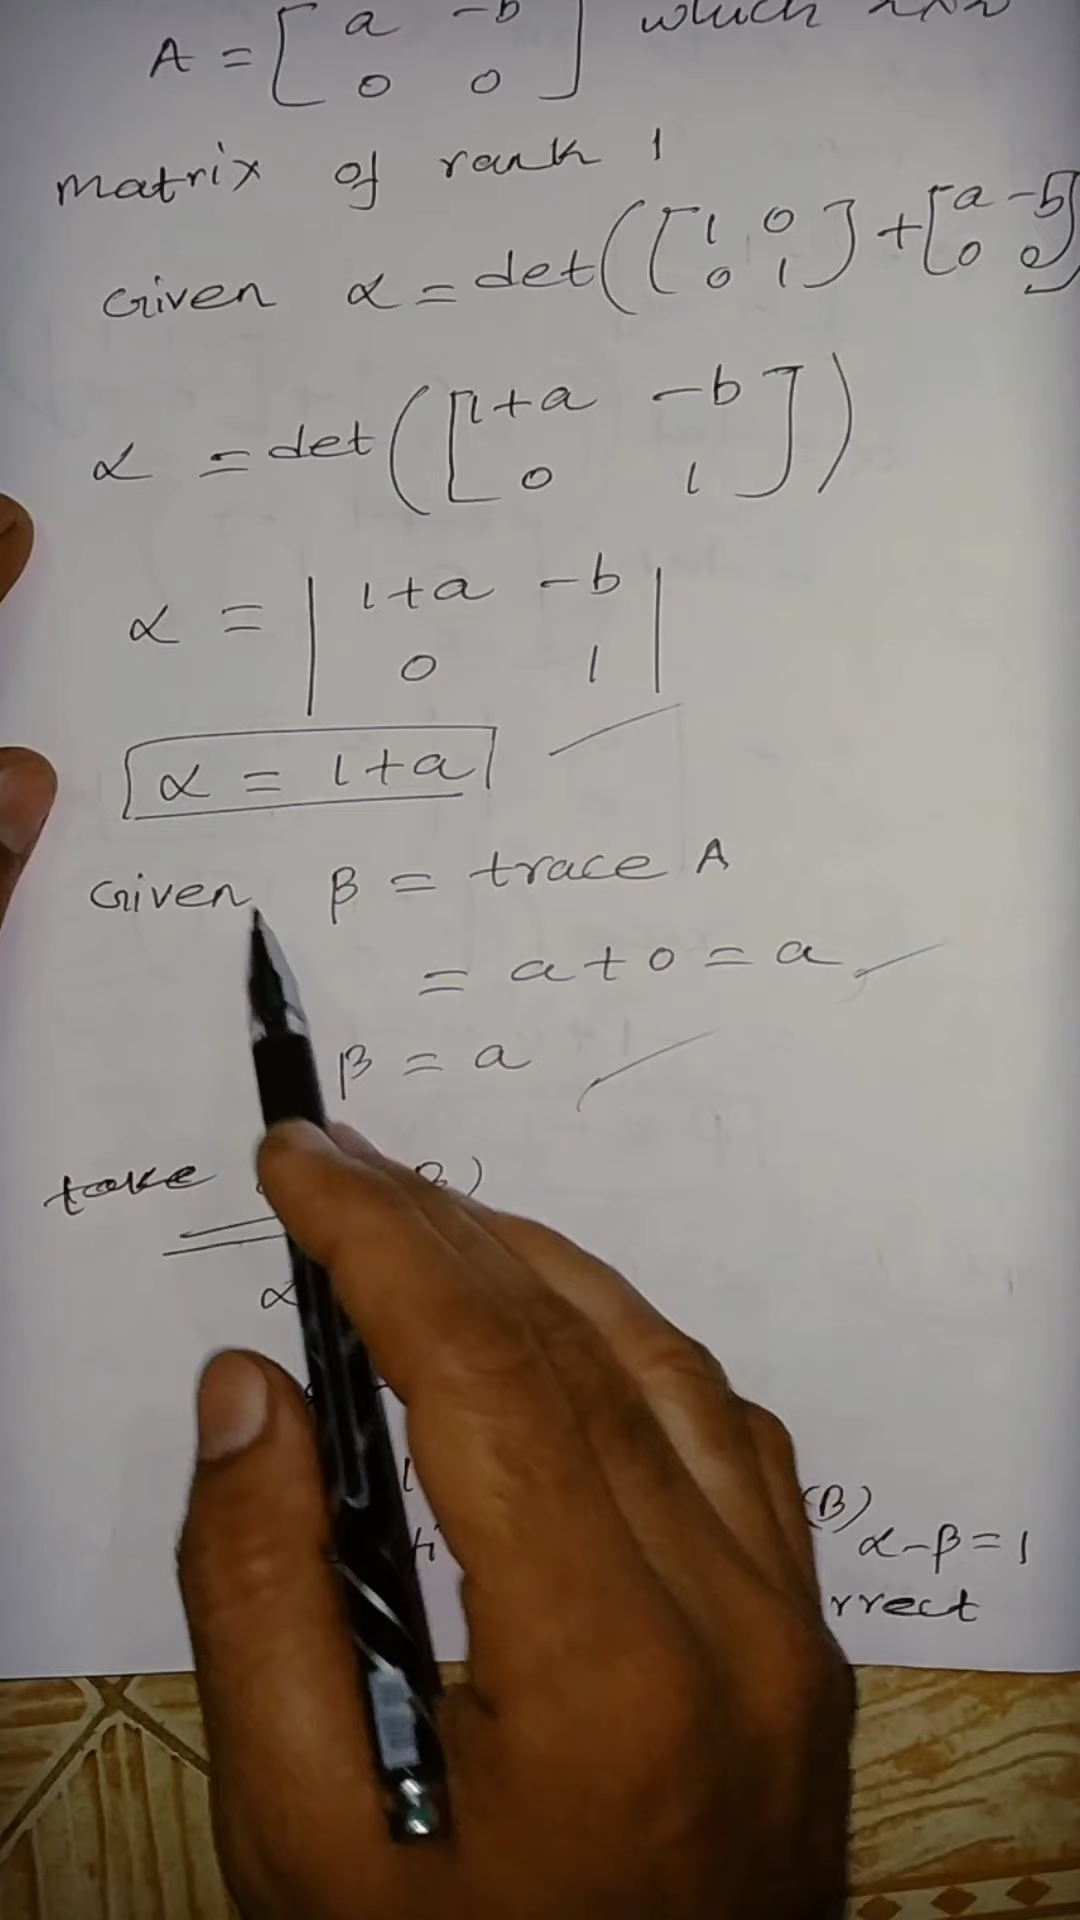 A = [ a -b
0 0 ] which
matrix of rank 1
Given α = det( [ 1 0
0 1 ] + [ a -b
0 0 ]
α = det( [ 1+a -b
0 1 ] )
α = | 1+a -b
0 1 |
α = 1+a
Given β = trace A
= a + 0 = a
β = a
take B)
α
(B) α-β=1
rrect